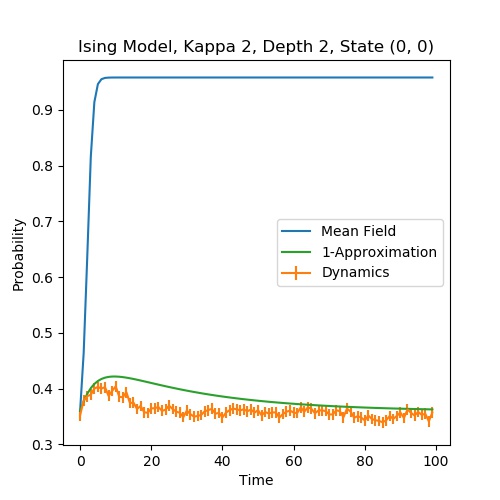 Ising Model, Kappa 2, Depth 2, State (0, 0)
Probability
0.9
0.8
0.7
0.6
0.5
0.4
0.3
Mean Field
1-Approximation
Dynamics
0 20 40 60 80 100
Time